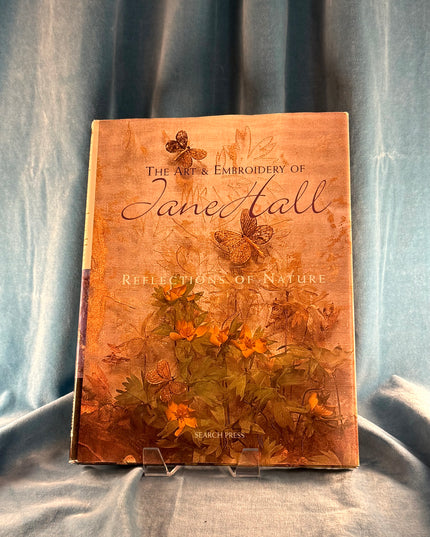 The Art & Embroidery of
Jane Hall
Reflections of Nature
Search Press